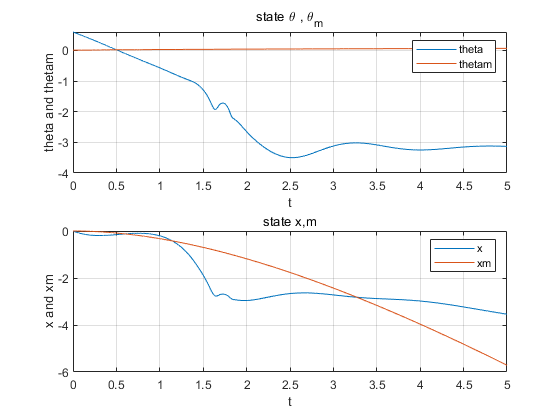 state θ , θm
theta and thetam
0
-1
-2
-3
-4
theta
thetam
0 0.5 1 1.5 2 2.5 3 3.5 4 4.5 5
t
state x,m
x and xm
0
-2
-4
-6
x
xm
0 0.5 1 1.5 2 2.5 3 3.5 4 4.5 5
t